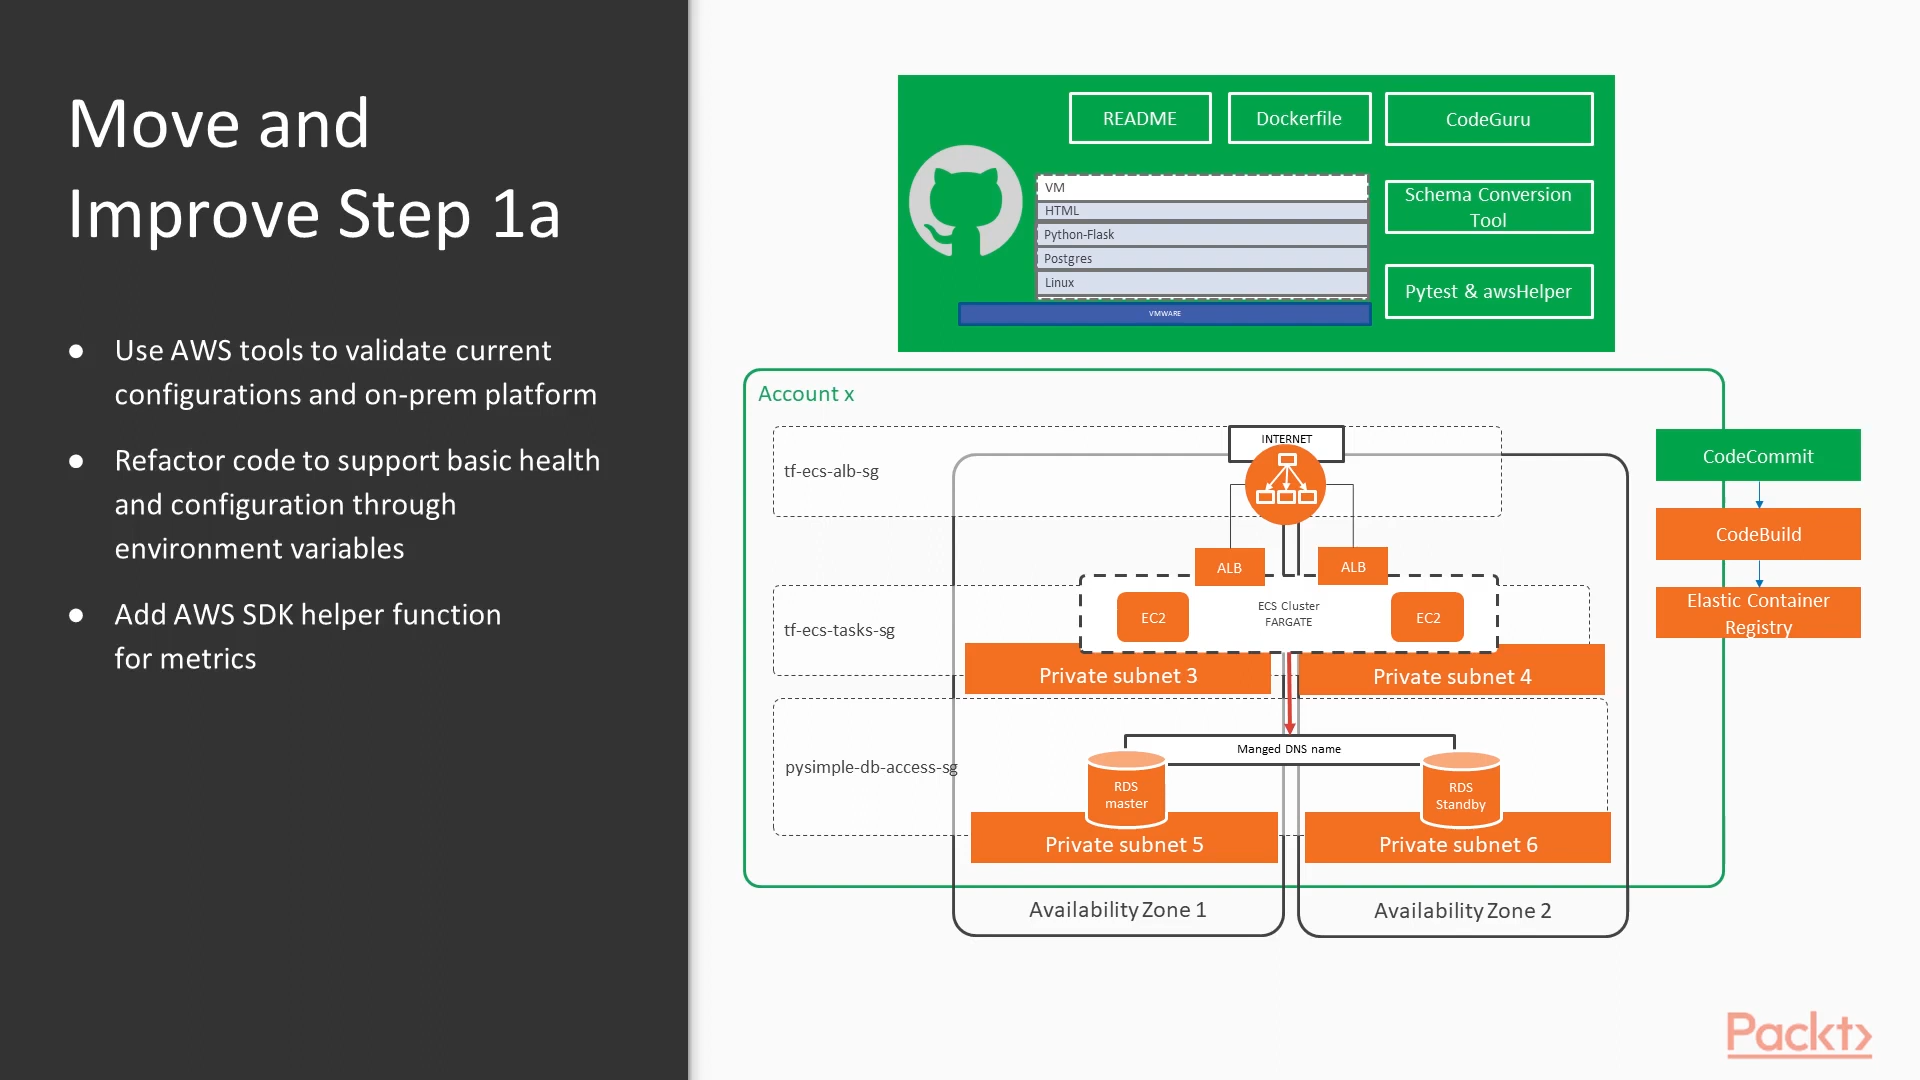 Move and
Improve Step 1a
● Use AWS tools to validate current
configurations and on-prem platform
● Refactor code to support basic health
and configuration through
environment variables
● Add AWS SDK helper function
for metrics
README
Dockerfile
CodeGuru
VM
HTML
Python-Flask
Postgres
Linux
VMWARE
Schema Conversion
Tool
Pytest & awsHelper
Account x
INTERNET
tf-ecs-alb-sg
ALB
ALB
EC2
ECS Cluster
FARGATE
EC2
tf-ecs-tasks-sg
Private subnet 3
Private subnet 4
Manged DNS name
pysimple-db-access-sg
RDS
master
RDS
Standby
Private subnet 5
Private subnet 6
Availability Zone 1
Availability Zone 2
CodeCommit
CodeBuild
Elastic Container
Registry
Packt>